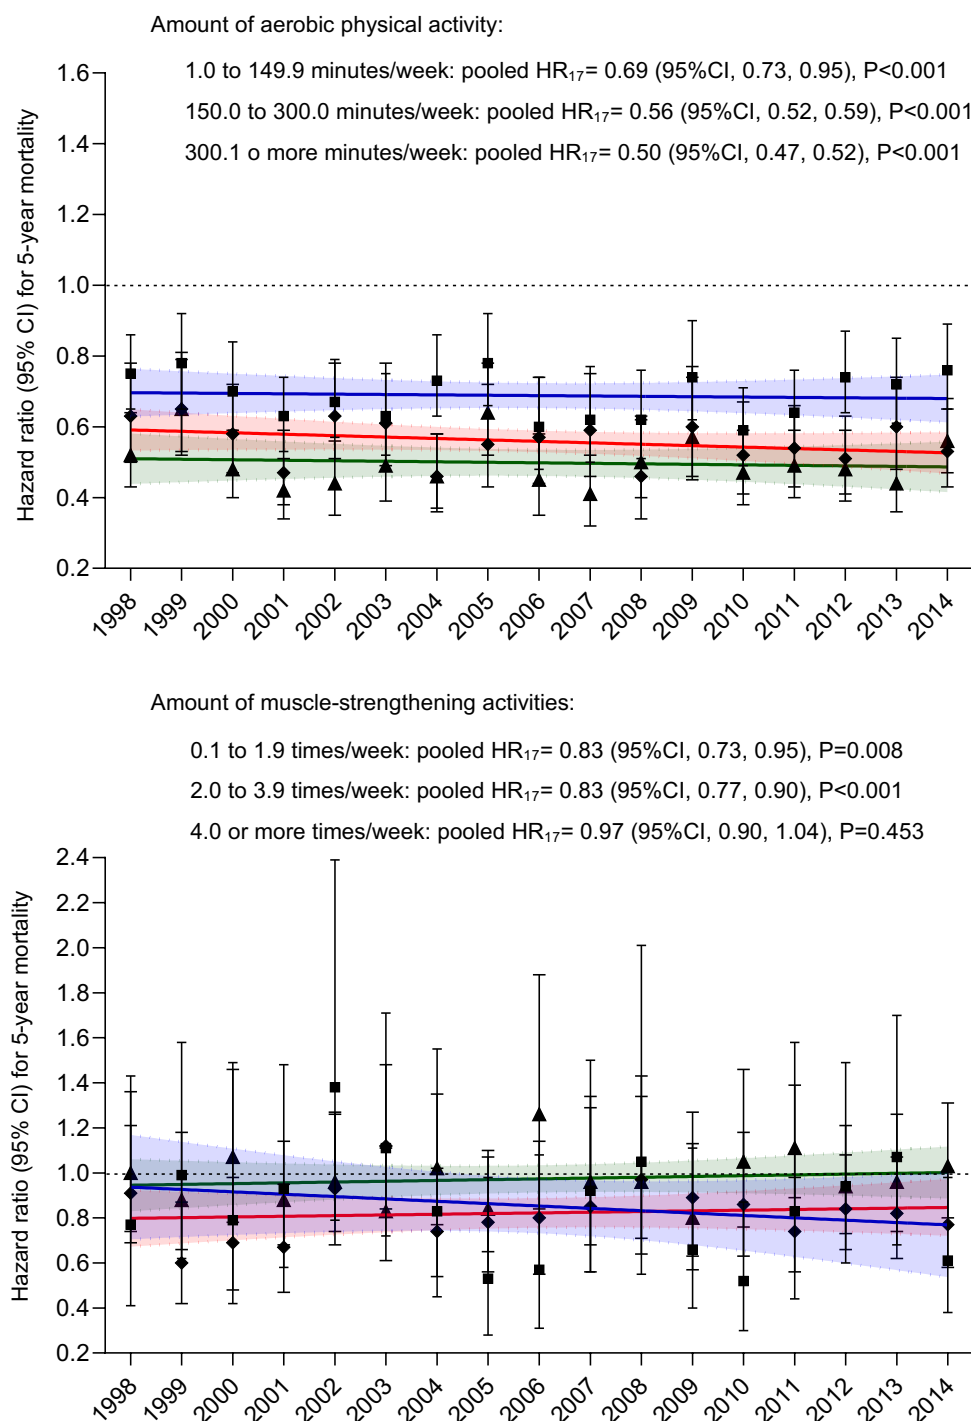 Amount of aerobic physical activity:
1.0 to 149.9 minutes/week: pooled HR₁₇= 0.69 (95%CI, 0.73, 0.95), P<0.001
150.0 to 300.0 minutes/week: pooled HR₁₇= 0.56 (95%CI, 0.52, 0.59), P<0.001
300.1 o more minutes/week: pooled HR₁₇= 0.50 (95%CI, 0.47, 0.52), P<0.001
Hazard ratio (95% CI) for 5-year mortality
1.6
1.4
1.2
1.0
0.8
0.6
0.4
0.2
1998 1999 2000 2001 2002 2003 2004 2005 2006 2007 2008 2009 2010 2011 2012 2013 2014
Amount of muscle-strengthening activities:
0.1 to 1.9 times/week: pooled HR₁₇= 0.83 (95%CI, 0.73, 0.95), P=0.008
2.0 to 3.9 times/week: pooled HR₁₇= 0.83 (95%CI, 0.77, 0.90), P<0.001
4.0 or more times/week: pooled HR₁₇= 0.97 (95%CI, 0.90, 1.04), P=0.453
Hazard ratio (95% CI) for 5-year mortality
2.4
2.2
2.0
1.8
1.6
1.4
1.2
1.0
0.8
0.6
0.4
0.2
1998 1999 2000 2001 2002 2003 2004 2005 2006 2007 2008 2009 2010 2011 2012 2013 2014